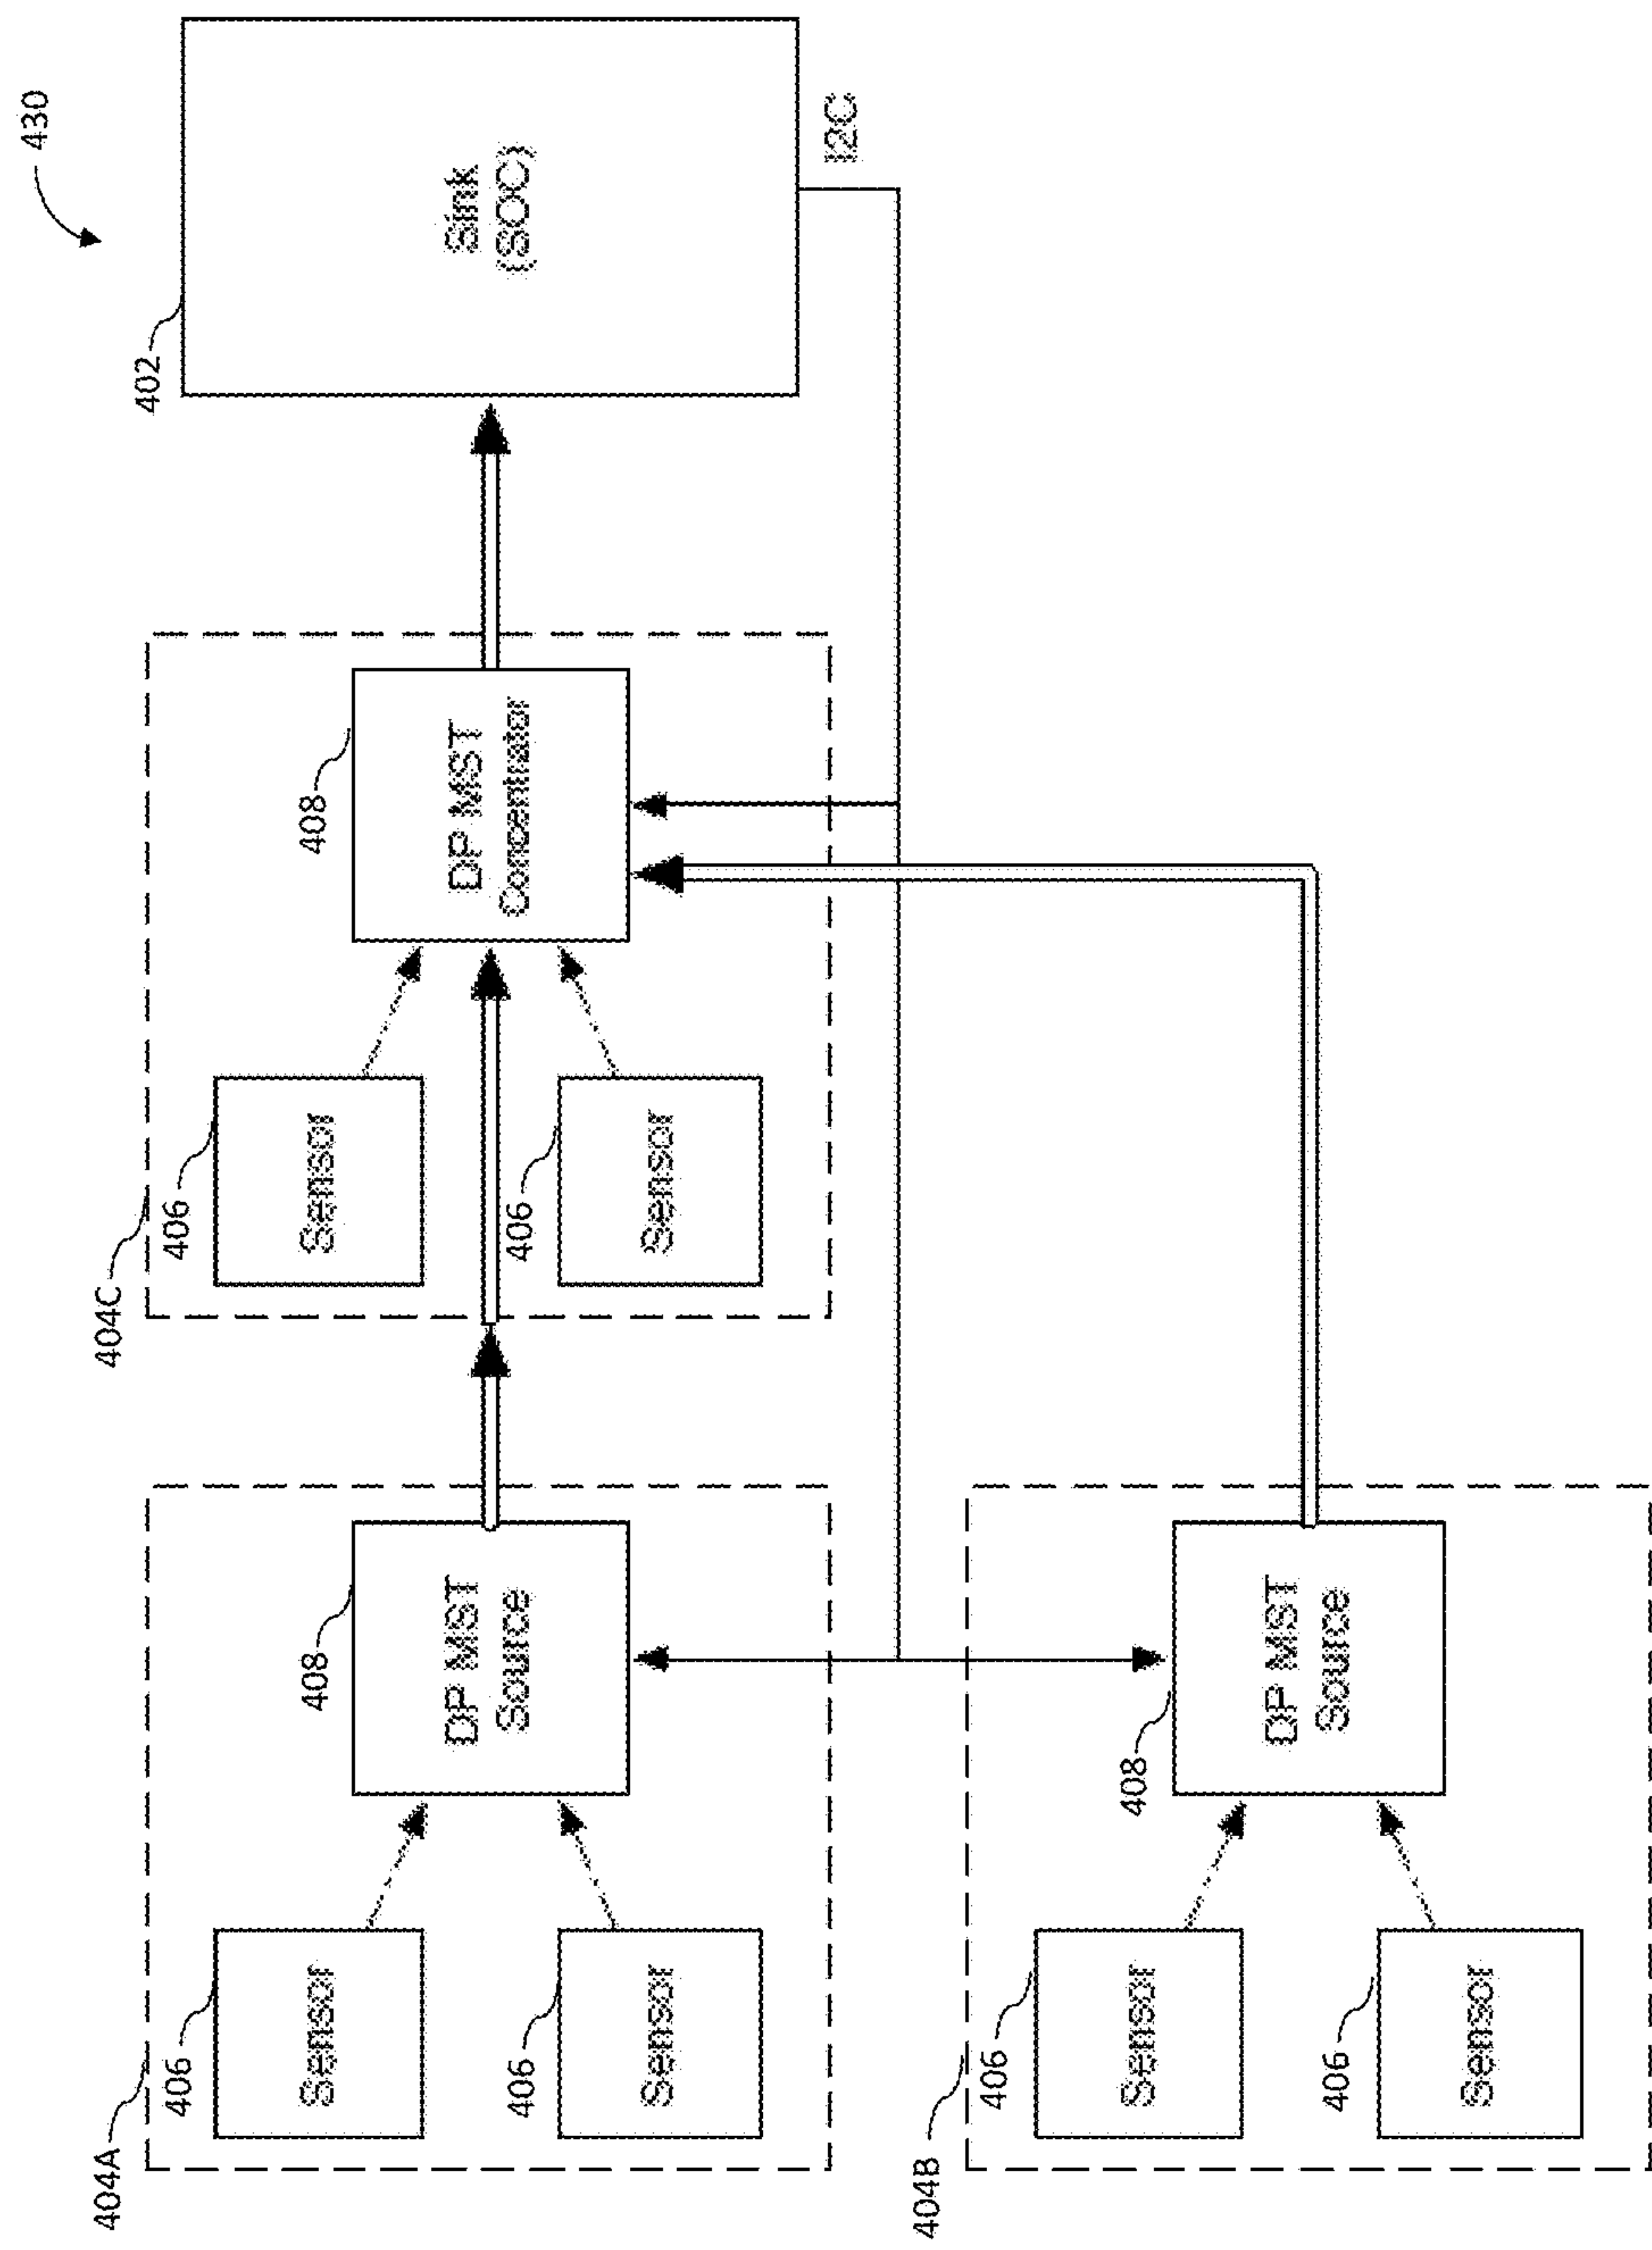 430
402
Sink
(SOC)
I2C
404C
406
Sensor
406
Sensor
408
DP MST
Concentrator
404A
406
Sensor
406
Sensor
408
DP MST
Source
404B
406
Sensor
406
Sensor
408
DP MST
Source